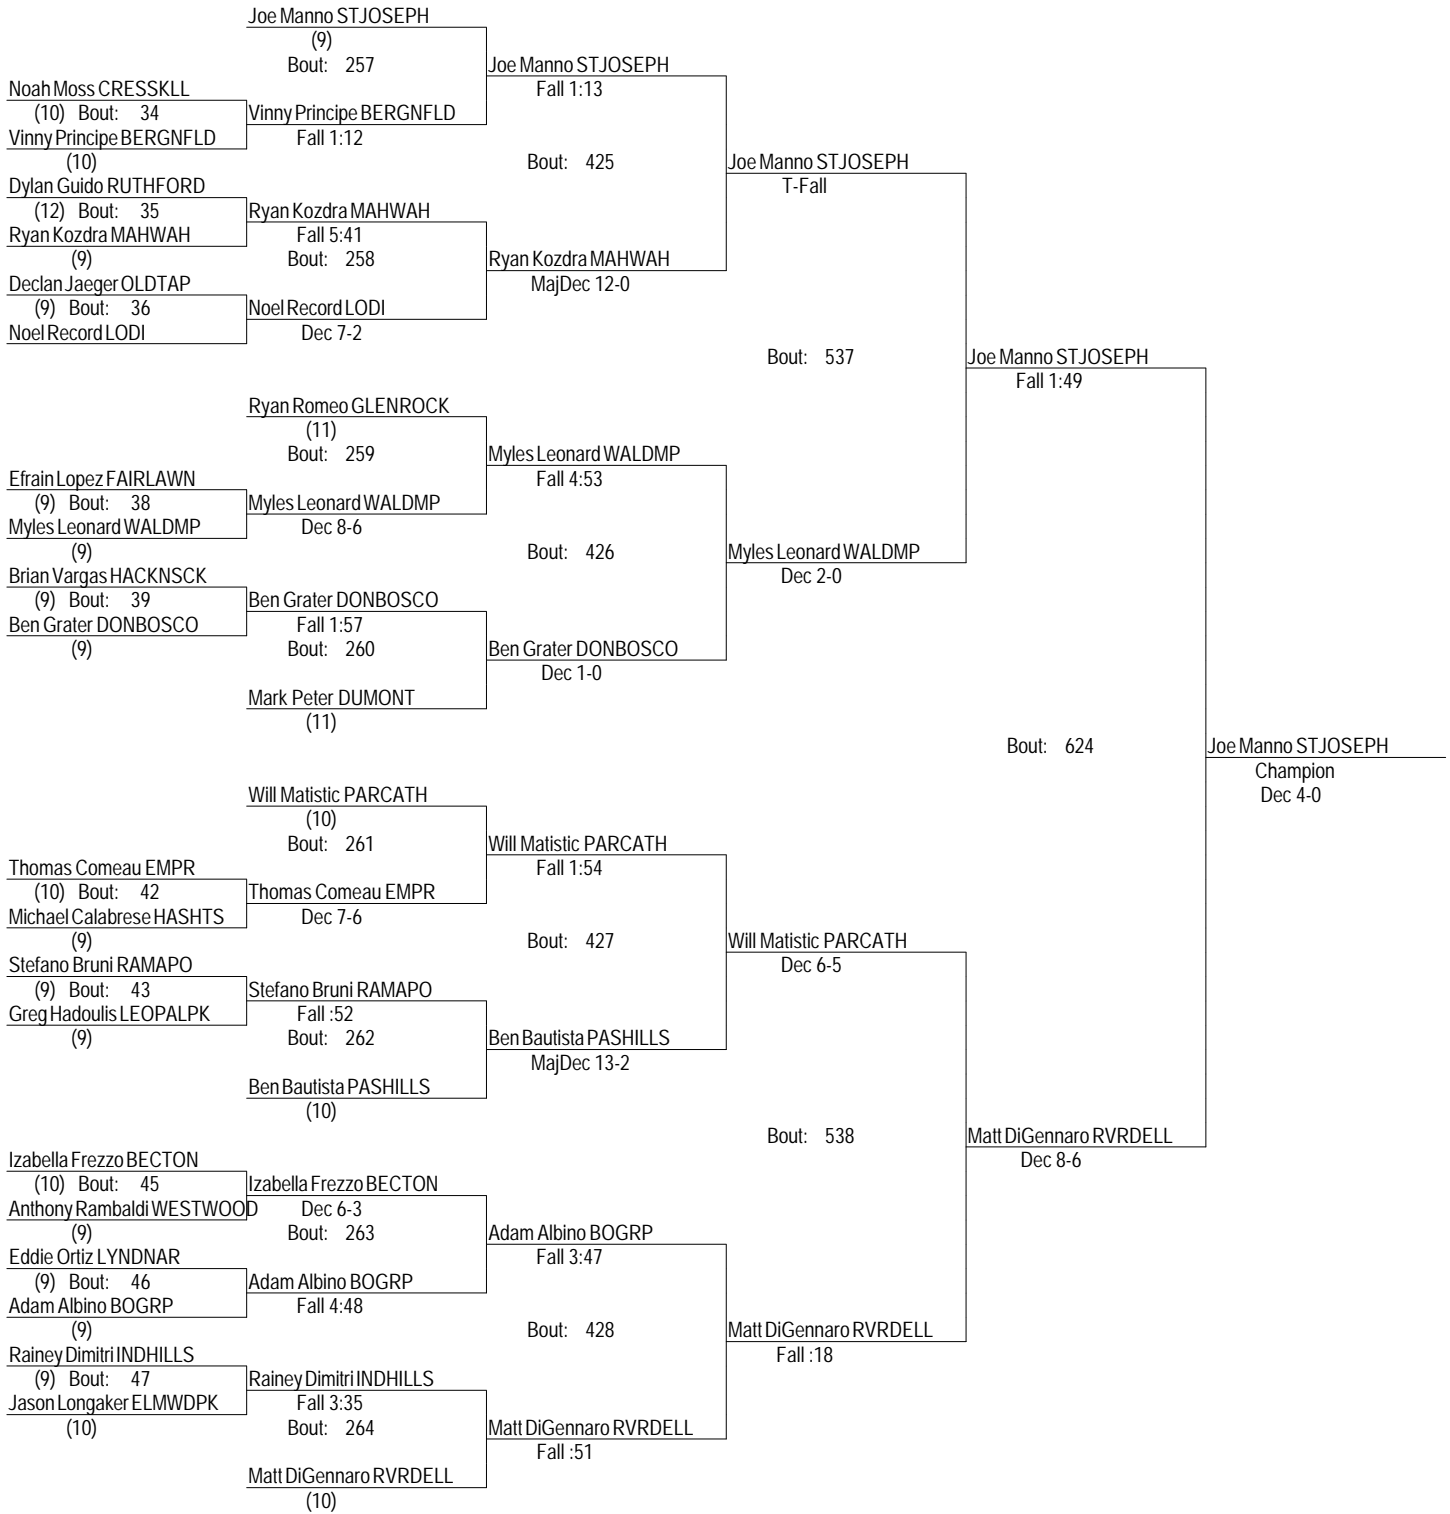 Joe Manno STJOSEPH
(9)
Bout: 257
Joe Manno STJOSEPH
Fall 1:13
Noah Moss CRESSKLL
(10) Bout: 34
Vinny Principe BERGNFLD
Vinny Principe BERGNFLD
Fall 1:12
(10)
Bout: 425
Joe Manno STJOSEPH
T-Fall
Dylan Guido RUTHFORD
(12) Bout: 35
Ryan Kozdra MAHWAH
Ryan Kozdra MAHWAH
Fall 5:41
(9)
Bout: 258
Ryan Kozdra MAHWAH
MajDec 12-0
Declan Jaeger OLDTAP
(9) Bout: 36
Noel Record LODI
Noel Record LODI
Dec 7-2
Bout: 537
Joe Manno STJOSEPH
Fall 1:49
Ryan Romeo GLENROCK
(11)
Bout: 259
Myles Leonard WALDMP
Fall 4:53
Efrain Lopez FAIRLAWN
(9) Bout: 38
Myles Leonard WALDMP
Myles Leonard WALDMP
Dec 8-6
(9)
Bout: 426
Myles Leonard WALDMP
Dec 2-0
Brian Vargas HACKNSCK
(9) Bout: 39
Ben Grater DONBOSCO
Ben Grater DONBOSCO
Fall 1:57
(9)
Bout: 260
Ben Grater DONBOSCO
Dec 1-0
Mark Peter DUMONT
(11)
Bout: 624
Joe Manno STJOSEPH
Champion
Dec 4-0
Will Matistic PARCATH
(10)
Bout: 261
Will Matistic PARCATH
Fall 1:54
Thomas Comeau EMPR
(10) Bout: 42
Thomas Comeau EMPR
Michael Calabrese HASHTS
Dec 7-6
(9)
Bout: 427
Will Matistic PARCATH
Dec 6-5
Stefano Bruni RAMAPO
(9) Bout: 43
Stefano Bruni RAMAPO
Greg Hadoulis LEOPALPK
Fall :52
(9)
Bout: 262
Ben Bautista PASHILLS
MajDec 13-2
Ben Bautista PASHILLS
(10)
Bout: 538
Matt DiGennaro RVRDELL
Dec 8-6
Izabella Frezzo BECTON
(10) Bout: 45
Izabella Frezzo BECTON
Anthony Rambaldi WESTWOOD
Dec 6-3
(9)
Bout: 263
Adam Albino BOGRP
Fall 3:47
Eddie Ortiz LYNDNAR
(9) Bout: 46
Adam Albino BOGRP
Adam Albino BOGRP
Fall 4:48
(9)
Bout: 428
Matt DiGennaro RVRDELL
Fall :18
Rainey Dimitri INDHILLS
(9) Bout: 47
Rainey Dimitri INDHILLS
Jason Longaker ELMWDPK
Fall 3:35
(10)
Bout: 264
Matt DiGennaro RVRDELL
Fall :51
Matt DiGennaro RVRDELL
(10)